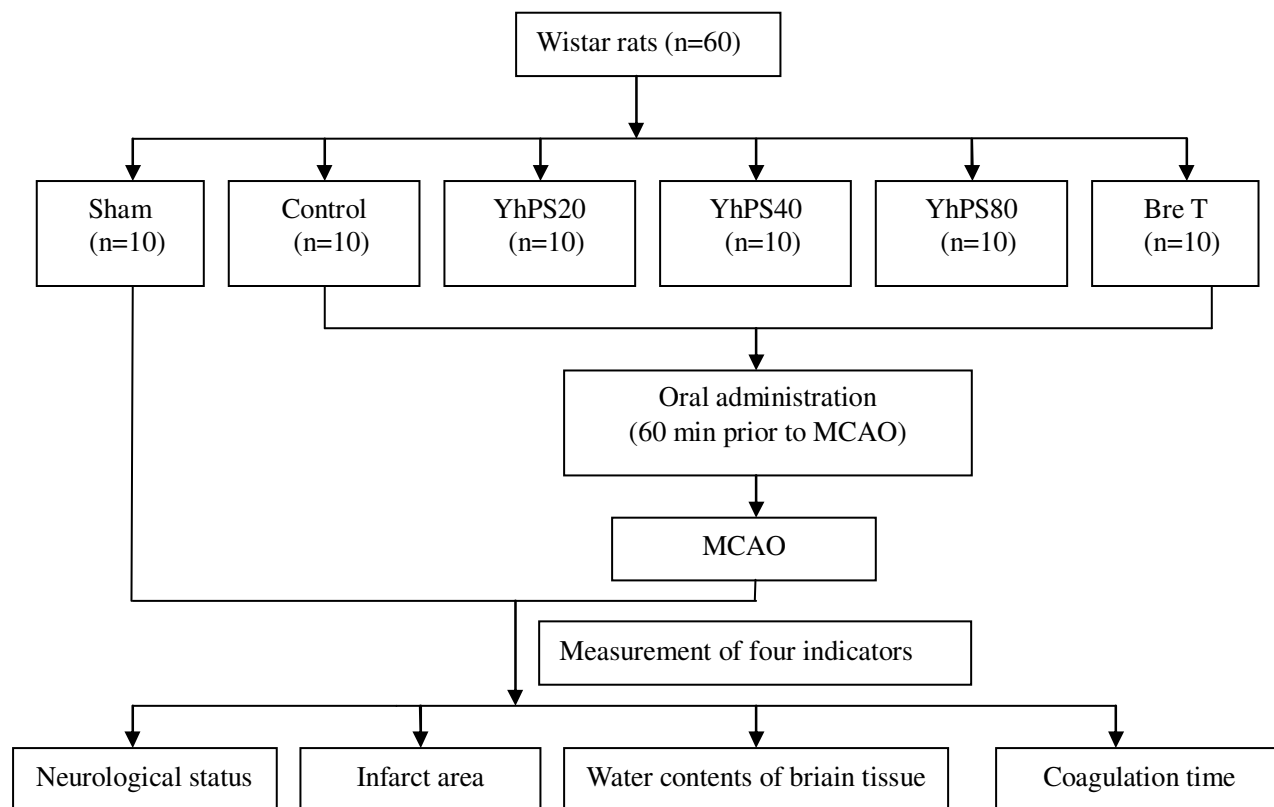 Wistar rats (n=60)
Sham
(n=10)
Control
(n=10)
YhPS20
(n=10)
YhPS40
(n=10)
YhPS80
(n=10)
Bre T
(n=10)
Oral administration
(60 min prior to MCAO)
MCAO
Measurement of four indicators
Neurological status
Infarct area
Water contents of briain tissue
Coagulation time